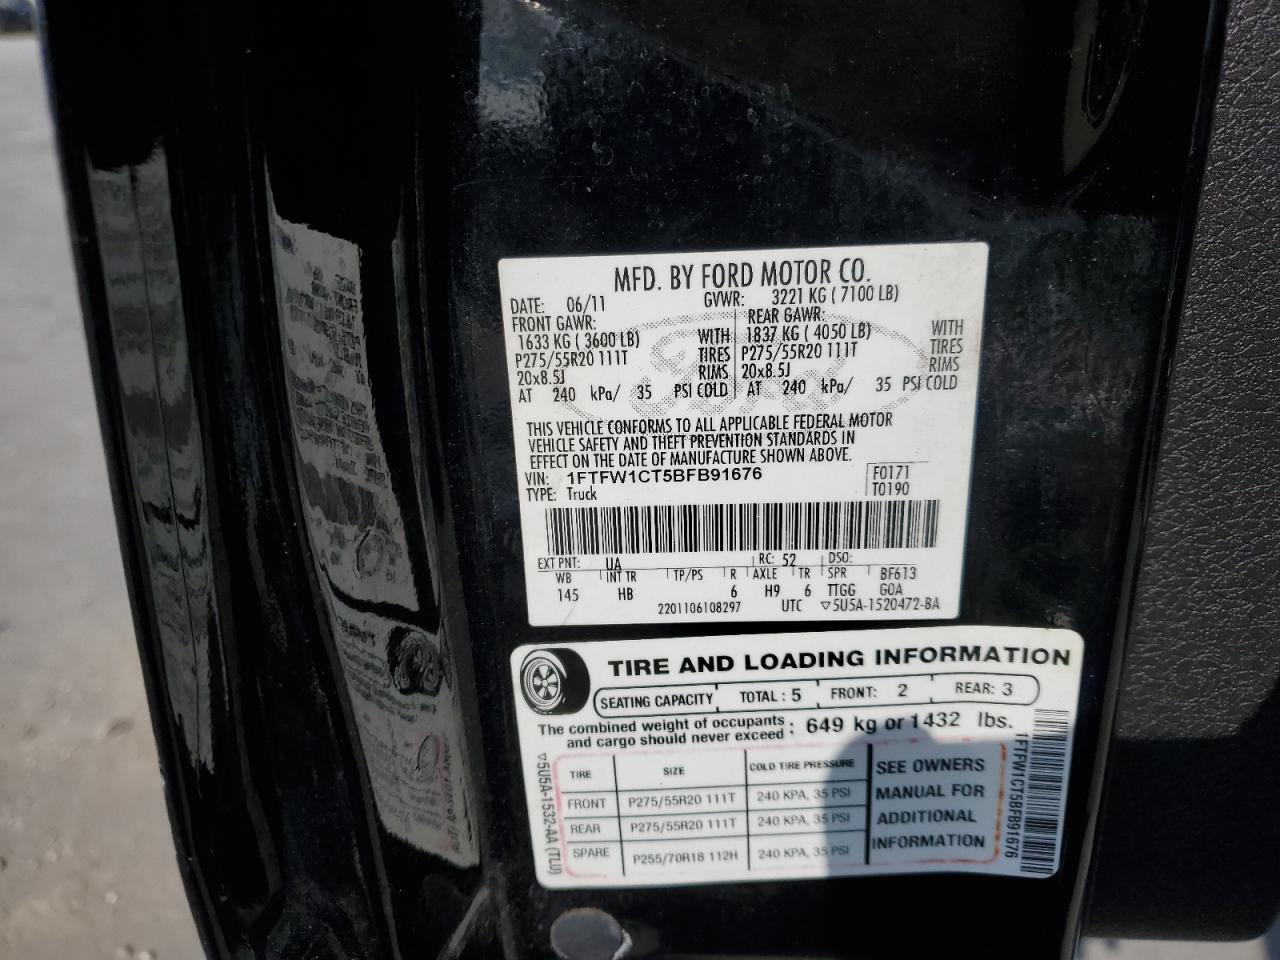 MFD. BY FORD MOTOR CO.
DATE: 06/11 GVWR: 3221 KG ( 7100 LB)
FRONT GAWR: REAR GAWR:
1633 KG ( 3600 LB) WITH 1837 KG ( 4050 LB) WITH
P275/55R20 111T TIRES P275/55R20 111T TIRES
20x8.5J RIMS 20x8.5J RIMS
AT 240 kPa/ 35 PSI COLD AT 240 kPa/ 35 PSI COLD
Ford
THIS VEHICLE CONFORMS TO ALL APPLICABLE FEDERAL MOTOR
VEHICLE SAFETY AND THEFT PREVENTION STANDARDS IN
EFFECT ON THE DATE OF MANUFACTURE SHOWN ABOVE.
VIN: 1FTFW1CT5BFB91676 F0171
TYPE: Truck T0190
EXT PNT: UA RC: 52 DSO:
WB INT TR TP/PS R AXLE TR SPR BF613
145 HB 6 H9 6 TTGG G0A
2201106108297 UTC ▽5U5A-1520472-BA
TIRE AND LOADING INFORMATION
SEATING CAPACITY TOTAL : 5 FRONT: 2 REAR: 3
The combined weight of occupants
and cargo should never exceed : 649 kg or 1432 lbs.
TIRE SIZE COLD TIRE PRESSURE
FRONT P275/55R20 111T 240 KPA, 35 PSI
REAR P275/55R20 111T 240 KPA, 35 PSI
SPARE P255/70R18 112H 240 KPA, 35 PSI
SEE OWNERS
MANUAL FOR
ADDITIONAL
INFORMATION
▽5U5A-1532-AA (TLU)
1FTFW1CT5BFB91676